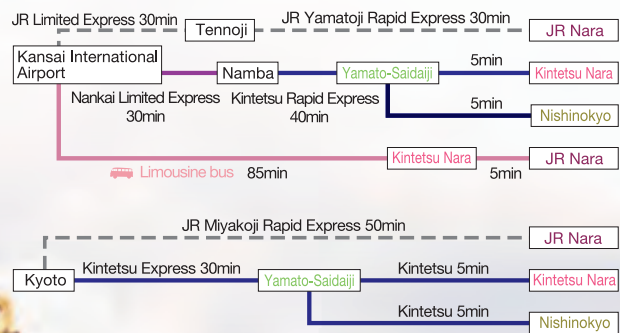 JR Limited Express 30min
Tennoji
JR Yamatoji Rapid Express 30min
JR Nara
Kansai International
Airport
Namba
Yamato-Saidaiji
5min
Kintetsu Nara
Nankai Limited Express
30min
Kintetsu Rapid Express
40min
5min
Nishinokyo
Limousine bus 85min
Kintetsu Nara
5min
JR Nara
JR Miyakoji Rapid Express 50min
JR Nara
Kyoto
Kintetsu Express 30min
Yamato-Saidaiji
Kintetsu 5min
Kintetsu Nara
Kintetsu 5min
Nishinokyo